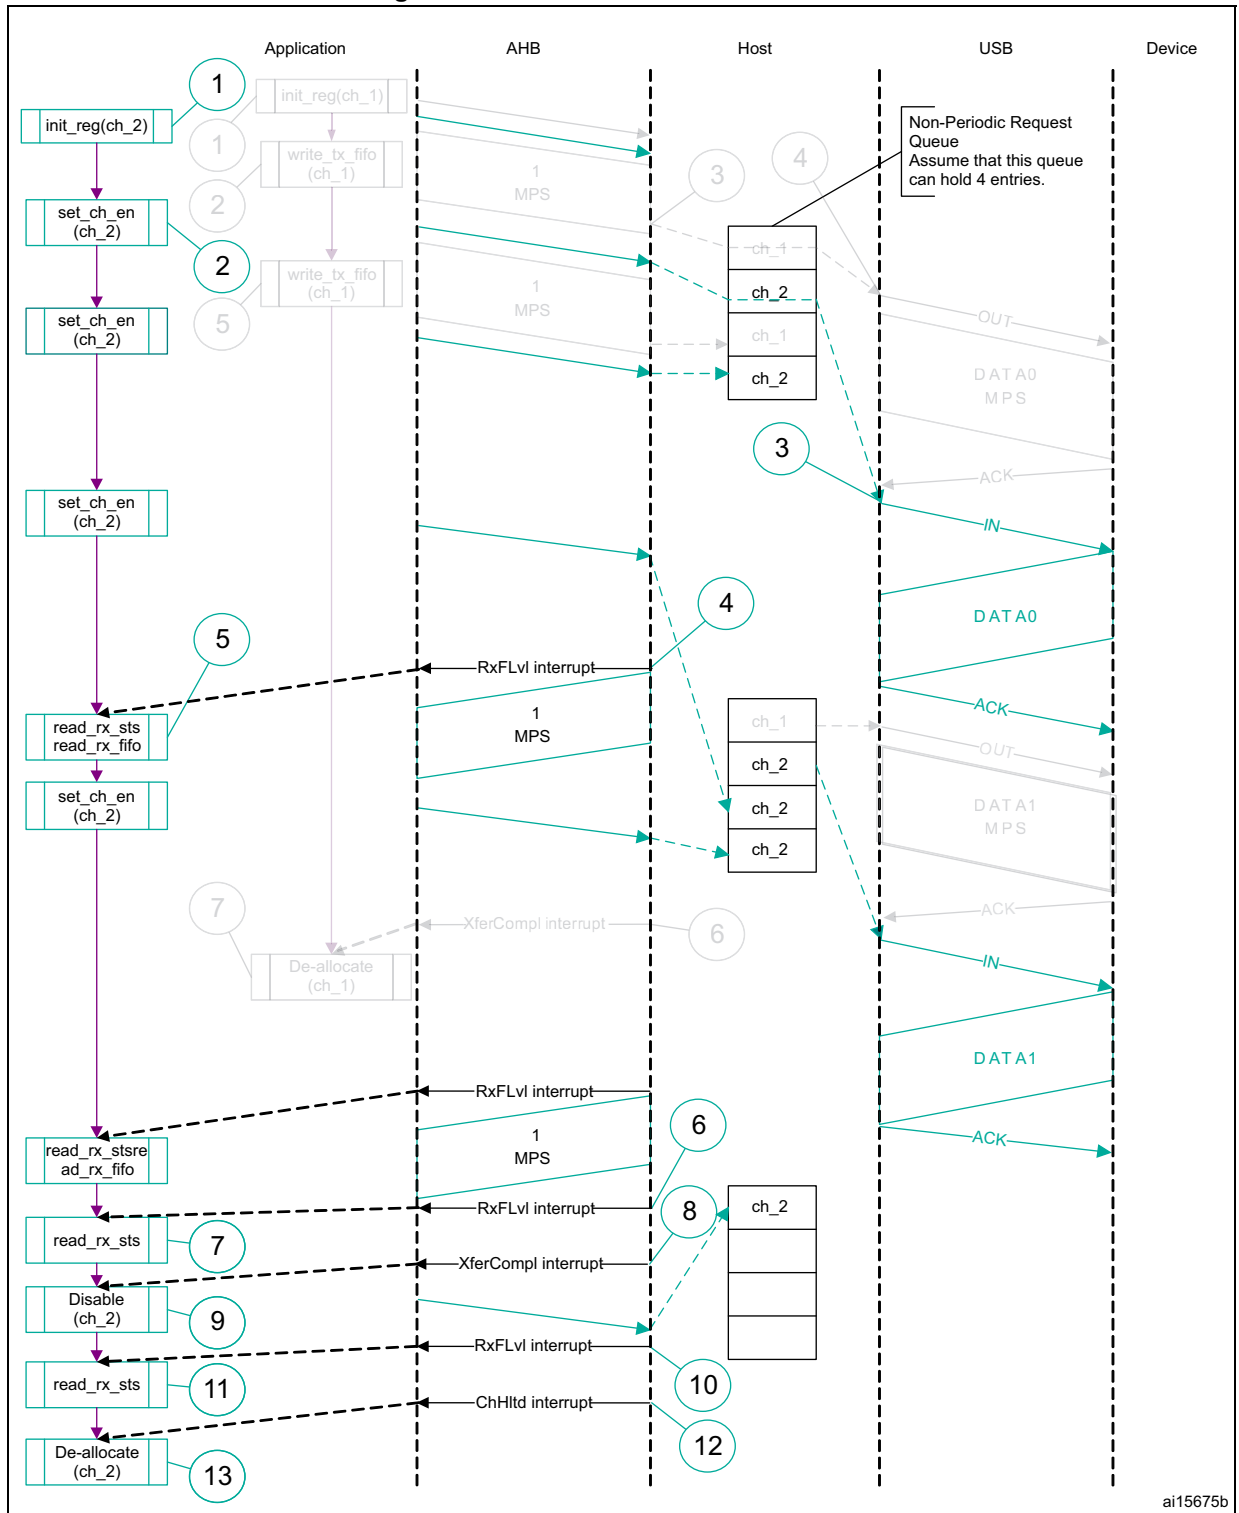 Application
AHB
Host
USB
Device
1
init_reg(ch_1)
init_reg(ch_2)
1
Non-Periodic Request
Queue
Assume that this queue
can hold 4 entries.
write_tx_fifo
(ch_1)
1
MPS
3
4
2
set_ch_en
(ch_2)
2
ch_1
write_tx_fifo
(ch_1)
1
MPS
ch_2
5
set_ch_en
(ch_2)
OUT
ch_1
ch_2
DATA0
MPS
3
ACK
set_ch_en
(ch_2)
IN
4
DATA0
5
RxFLvl interrupt
read_rx_sts
read_rx_fifo
1
MPS
ACK
ch_1
OUT
ch_2
set_ch_en
(ch_2)
ch_2
DATA1
MPS
ch_2
7
XferCompl interrupt
6
ACK
De-allocate
(ch_1)
IN
DATA1
RxFLvl interrupt
6
read_rx_stsre
ad_rx_fifo
1
MPS
ACK
RxFLvl interrupt
8
ch_2
read_rx_sts
7
XferCompl interrupt
Disable
(ch_2)
9
RxFLvl interrupt
read_rx_sts
11
10
ChHltd interrupt
12
De-allocate
(ch_2)
13
ai15675b